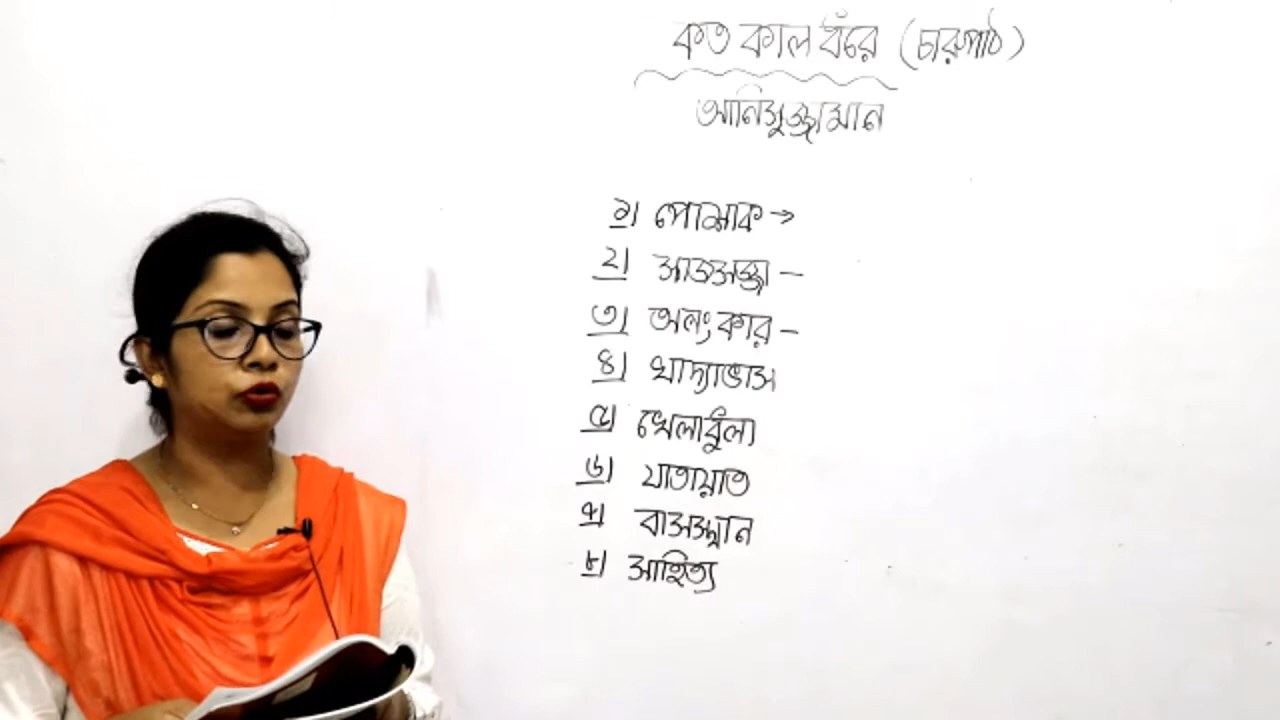 কত কাল ধরে (চারুপাঠ)
আনিসুজ্জামান
১। পোশাক →
২। সাজসজ্জা –
৩। অলংকার –
৪। খাদ্যাভাস
৫। খেলাধুলা
৬। যাতায়াত
৭। বাসস্থান
৮। সাহিত্য